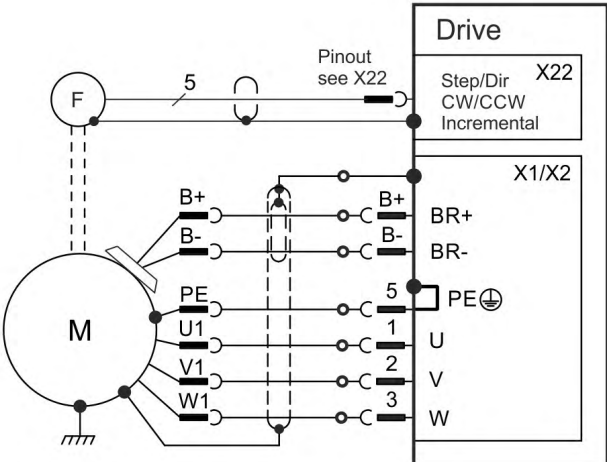 Drive
Pinout
see X22
X22
5
F
Step/Dir
CW/CCW
Incremental
X1/X2
B+
B+
BR+
B-
B-
BR-
PE
5
PE
M
U1
1
U
V1
2
V
W1
3
W